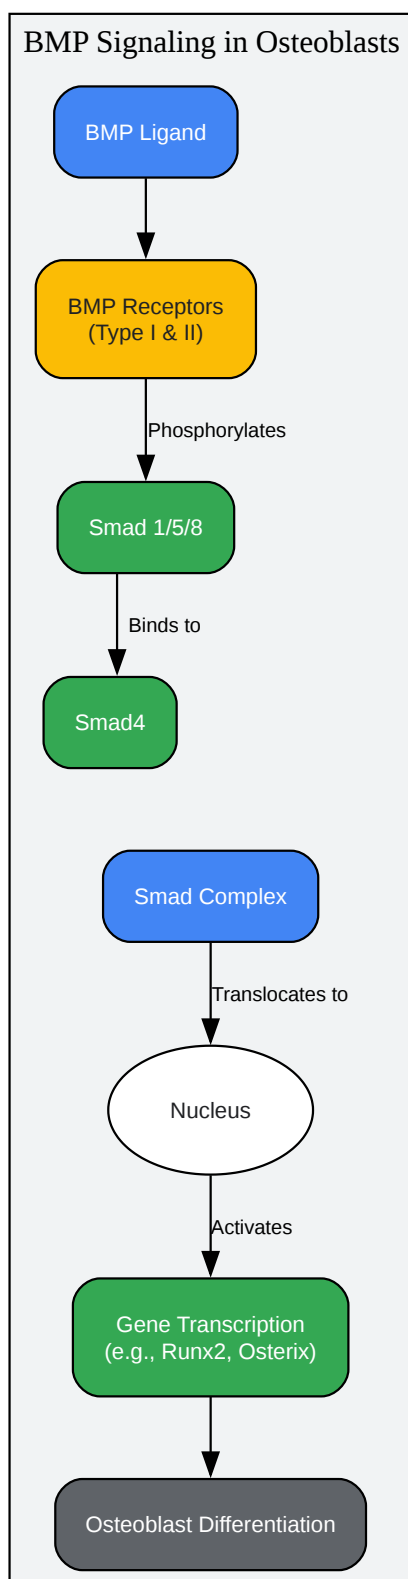 BMP Signaling in Osteoblasts
BMP Ligand
BMP Receptors
(Type I & II)
Phosphorylates
Smad 1/5/8
Binds to
Smad4
Smad Complex
Translocates to
Nucleus
Activates
Gene Transcription
(e.g., Runx2, Osterix)
Osteoblast Differentiation